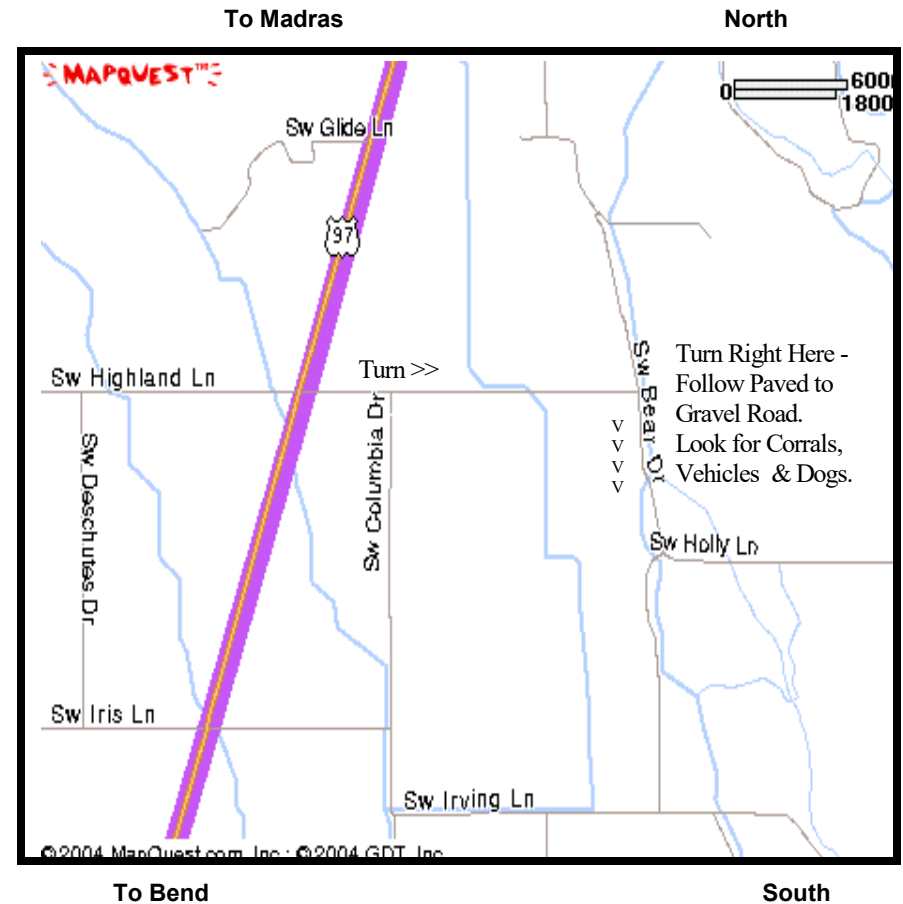 To Madras
North
MAPQUEST™
0
600
1800
Sw Glide Ln
97
Sw Highland Ln
Turn >>
Turn Right Here -
Follow Paved to
Gravel Road.
Look for Corrals,
Vehicles & Dogs.
Sw Bear Dr
v
v
v
v
Sw Columbia Dr
Sw Deschutes Dr
Sw Holly Ln
Sw Iris Ln
Sw Irving Ln
©2004 MapQuest.com, Inc.; ©2004 GDT, Inc.
To Bend
South